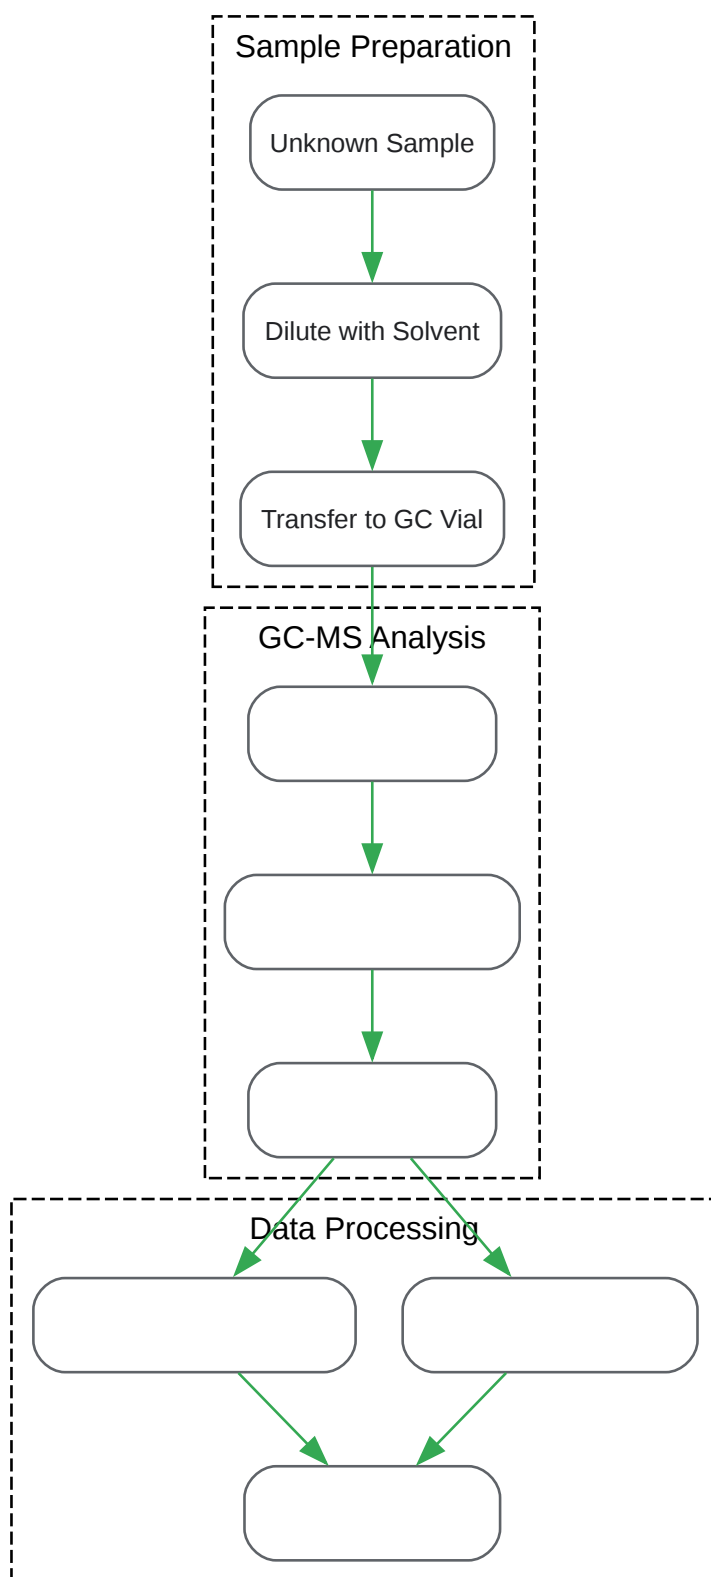 Sample Preparation
Unknown Sample
Dilute with Solvent
Transfer to GC Vial
GC-MS Analysis
Data Processing